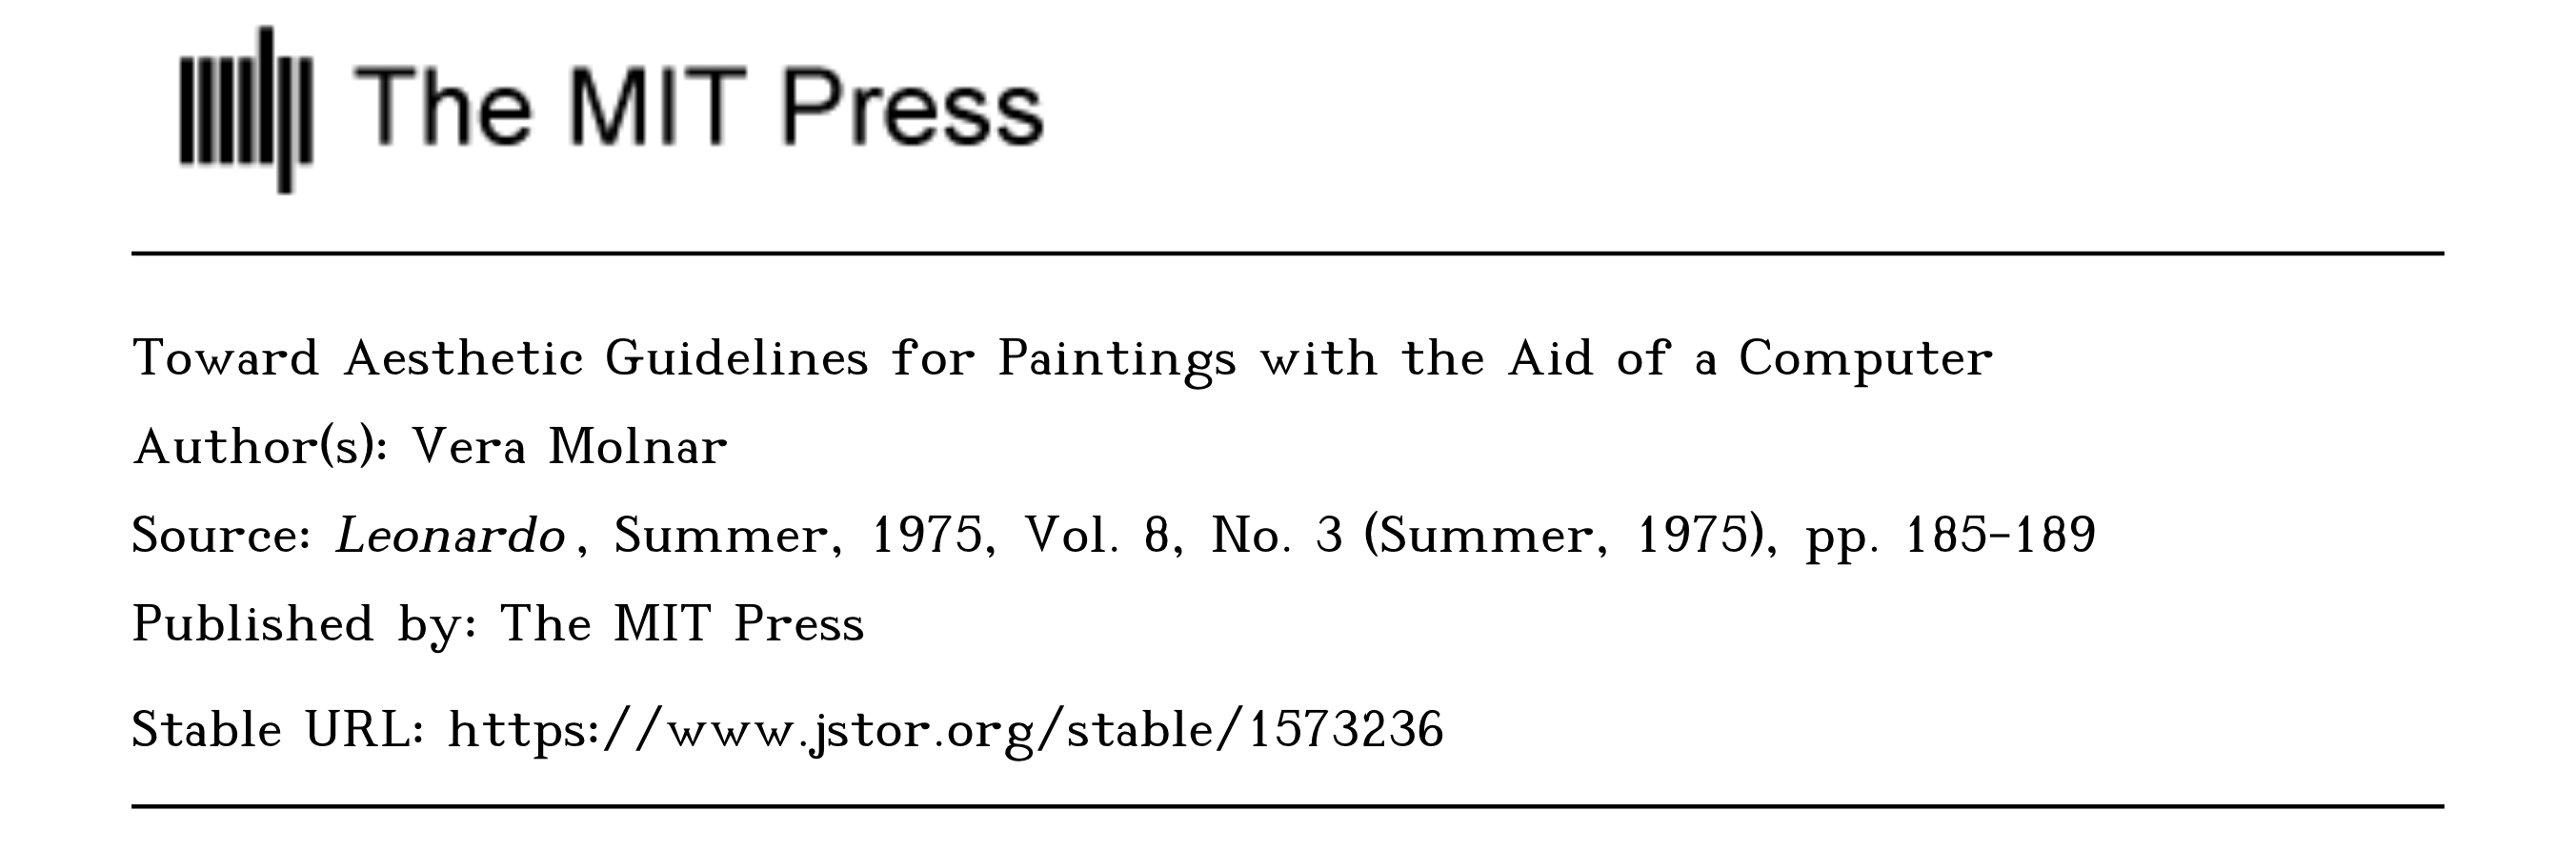 The MIT Press
Toward Aesthetic Guidelines for Paintings with the Aid of a Computer
Author(s): Vera Molnar
Source: Leonardo, Summer, 1975, Vol. 8, No. 3 (Summer, 1975), pp. 185-189
Published by: The MIT Press
Stable URL: https://www.jstor.org/stable/1573236